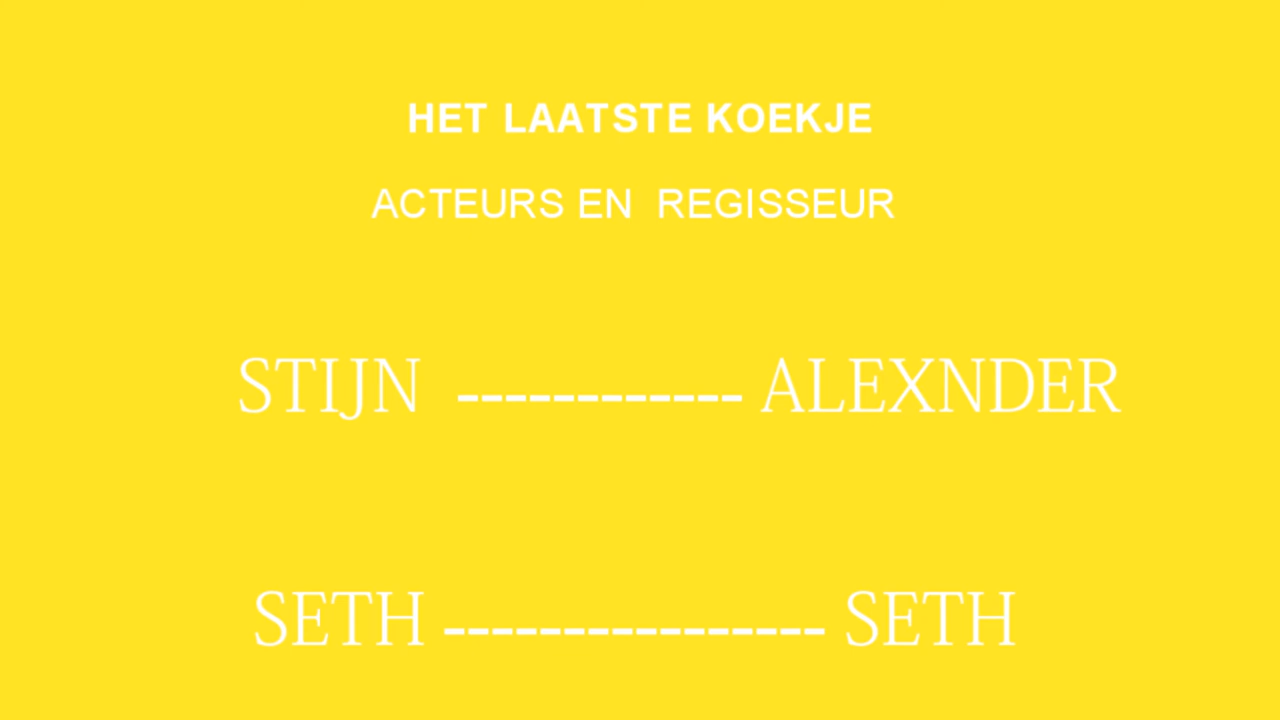 HET LAATSTE KOEKJE
ACTEURS EN  REGISSEUR
STIJN ------------ ALEXNDER
SETH ---------------- SETH